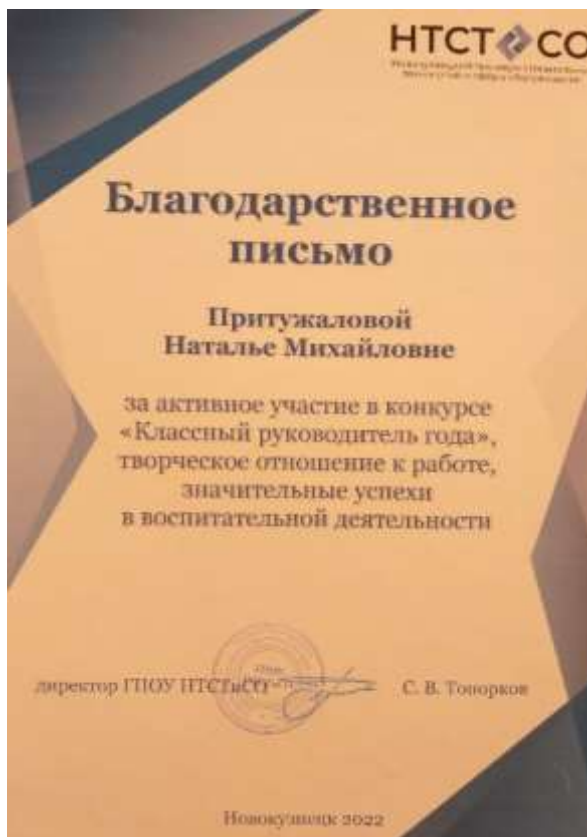 НТСТ СО
Благодарственное
письмо
Притужаловой
Наталье Михайловне
за активное участие в конкурсе
«Классный руководитель года»,
творческое отношение к работе,
значительные успехи
в воспитательной деятельности
директор ГПОУ НТСТиСО
С. В. Топорков
Новокузнецк 2022